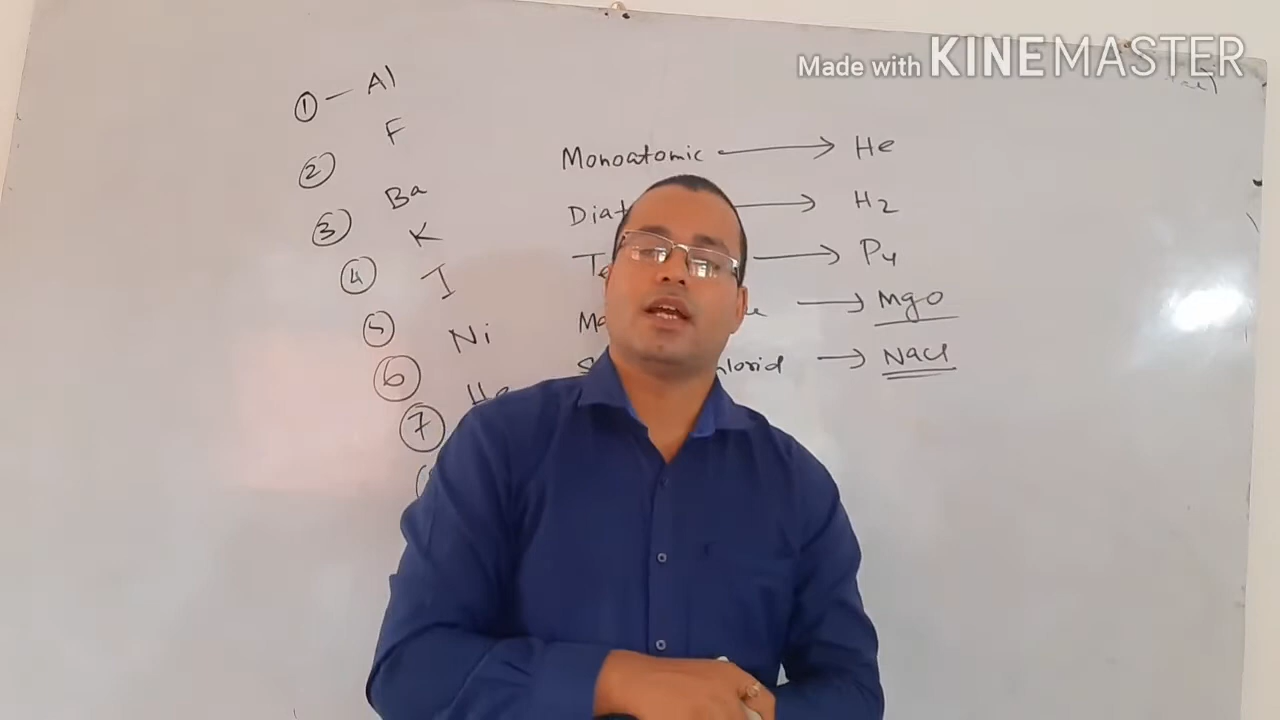 Made with KINEMASTER
① — Al
② F
③ Ba
④ K
⑤ I
⑥ Ni
⑦ He
Monoatomic → He
→ H2
→ P4
→ MgO
→ NaCl